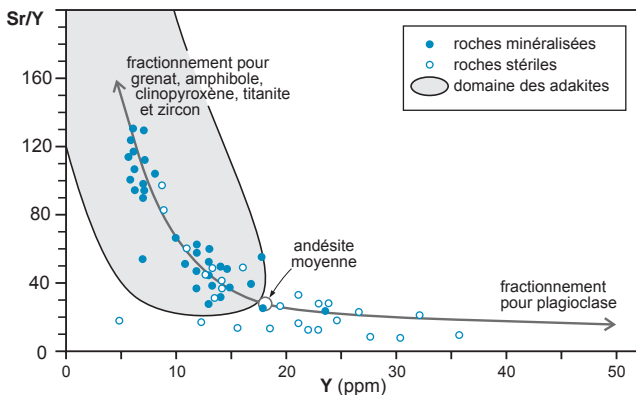 Sr/Y
160
120
80
40
0
fractionnement pour
grenat, amphibole,
clinopyroxène, titanite
et zircon
roches minéralisées
roches stériles
domaine des adakites
andésite
moyenne
fractionnement
pour plagioclase
0
10
20
30
40
50
Y (ppm)